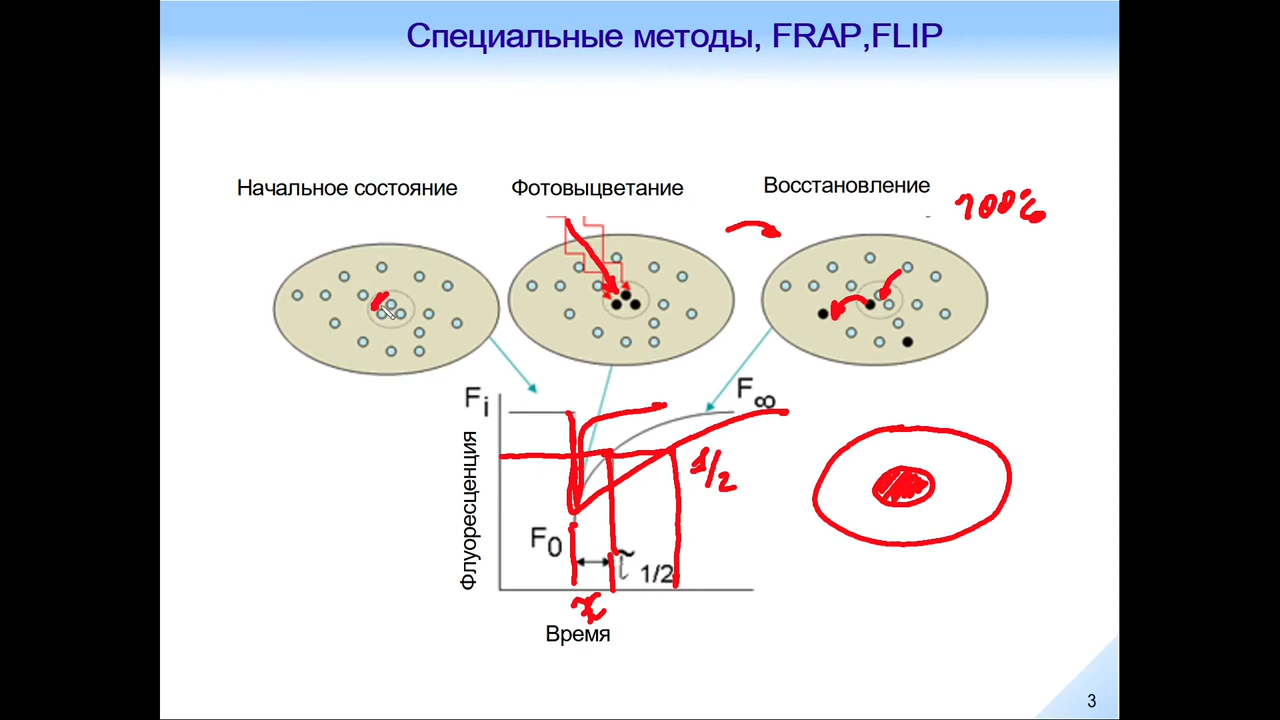 Специальные методы, FRAP,FLIP
Начальное состояние
Фотовыцветание
Восстановление
100%
Fi
F∞
1/2
Флуоресценция
F0
τ 1/2
Время
3